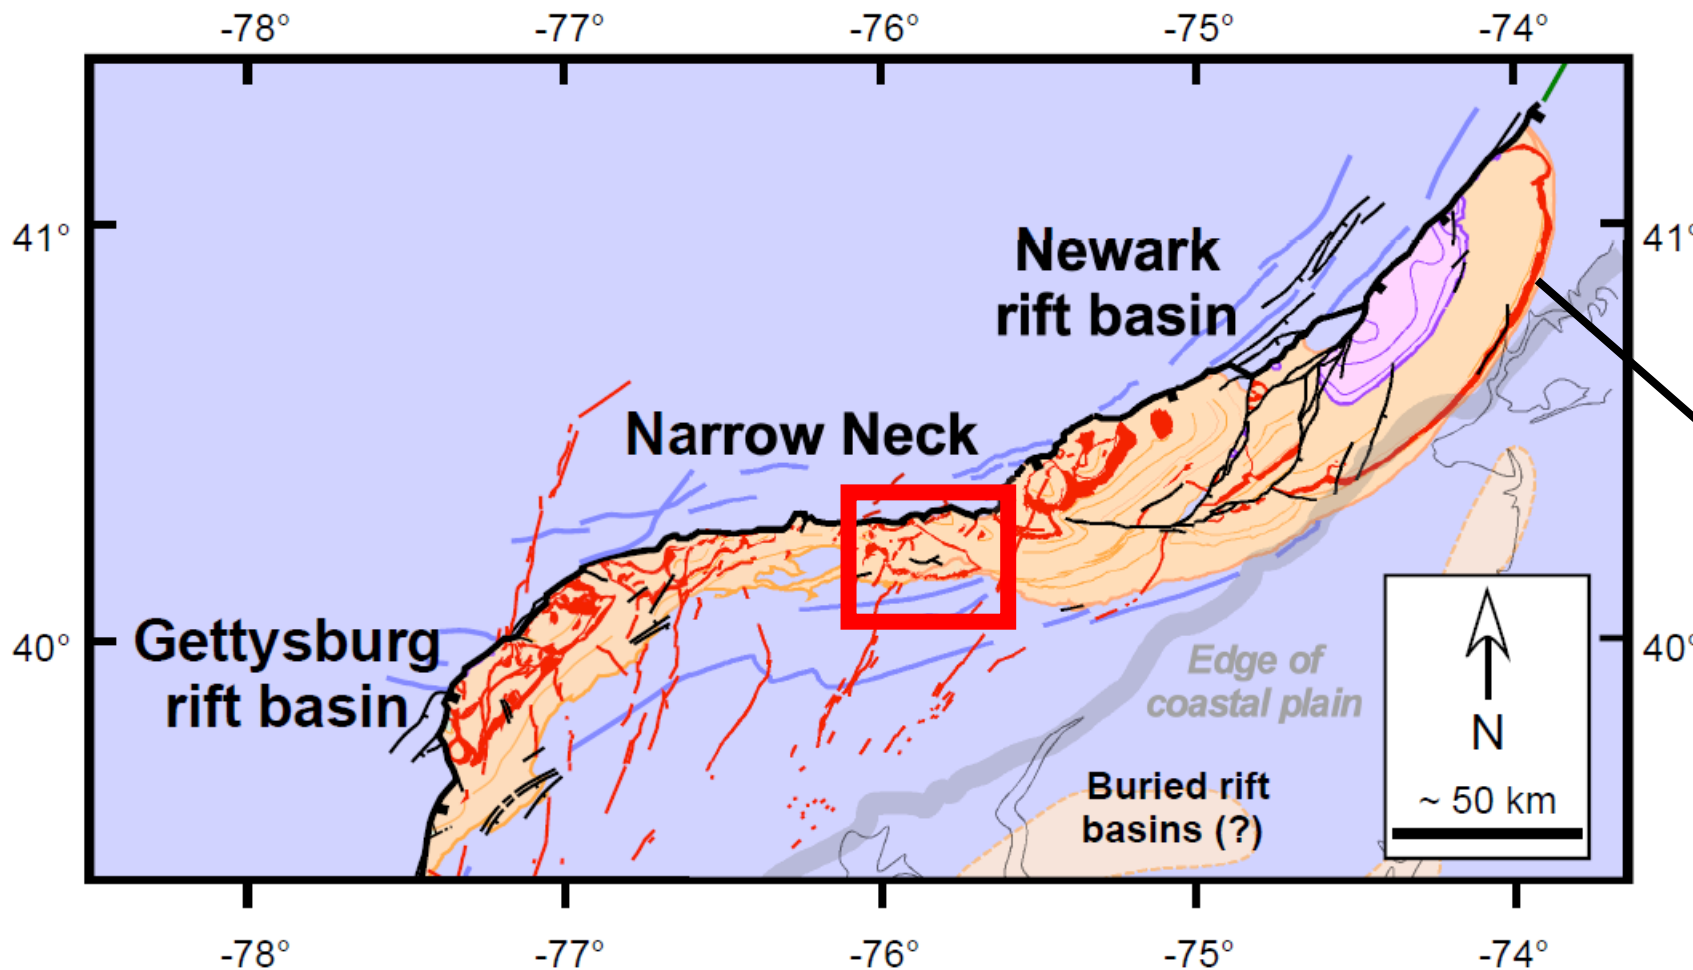 -78° -77° -76° -75° -74°
41° 41°
Newark
rift basin
Narrow Neck
Gettysburg
rift basin
40° 40°
Edge of
coastal plain
N
Buried rift
basins (?)
~ 50 km
-78° -77° -76° -75° -74°